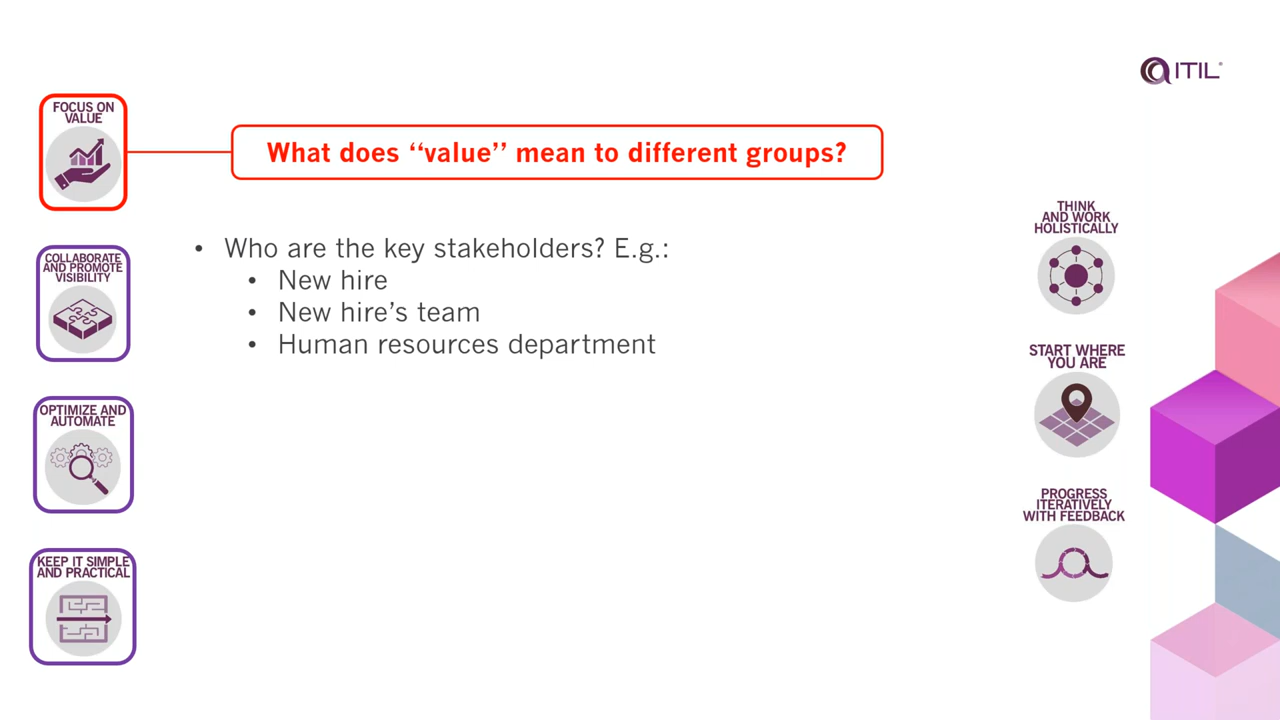 ITIL
FOCUS ON
VALUE
What does “value” mean to different groups?
• Who are the key stakeholders? E.g.:
• New hire
• New hire’s team
• Human resources department
COLLABORATE
AND PROMOTE
VISIBILITY
OPTIMIZE AND
AUTOMATE
KEEP IT SIMPLE
AND PRACTICAL
THINK
AND WORK
HOLISTICALLY
START WHERE
YOU ARE
PROGRESS
ITERATIVELY
WITH FEEDBACK